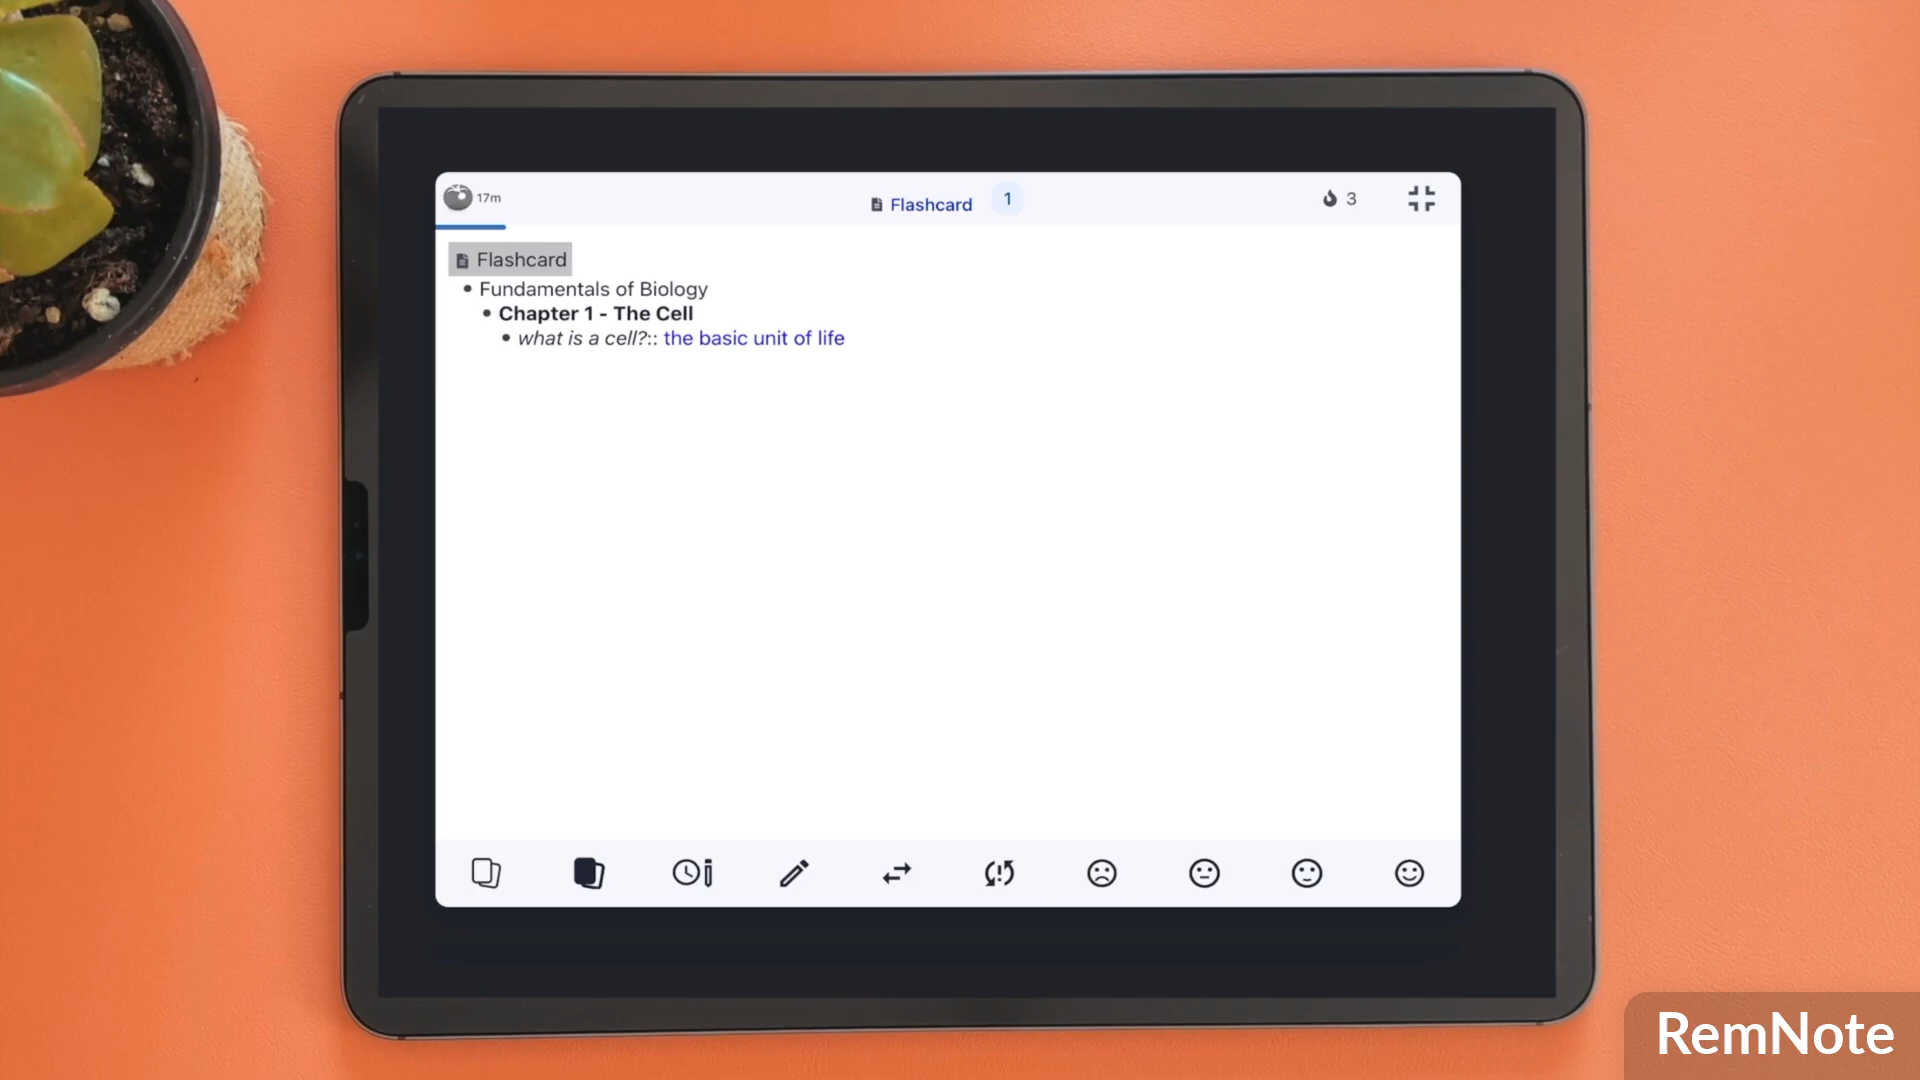 17m
Flashcard 1
3
Flashcard
Fundamentals of Biology
Chapter 1 - The Cell
what is a cell?:: the basic unit of life
RemNote